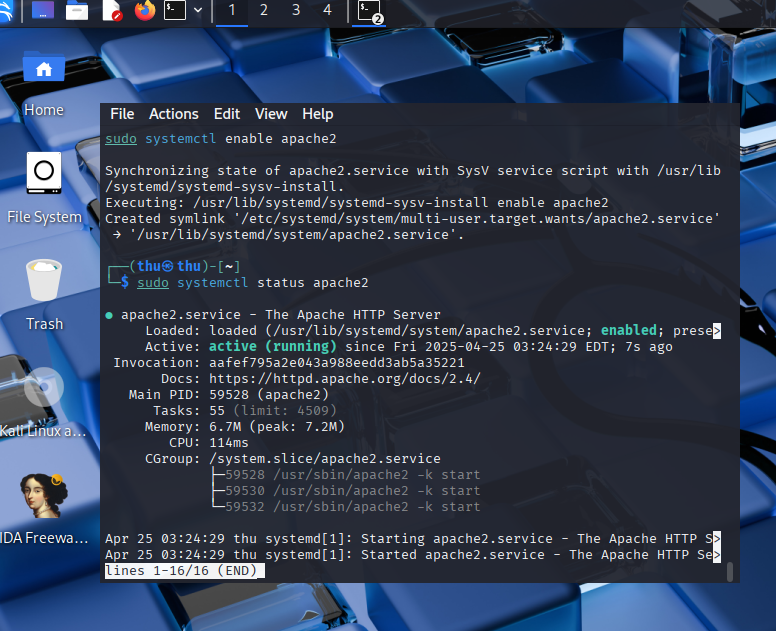 1 2 3 4
2
Home
File System
Trash
Kali Linux a...
IDA Freewa...
File Actions Edit View Help
sudo systemctl enable apache2
Synchronizing state of apache2.service with SysV service script with /usr/lib
/systemd/systemd-sysv-install.
Executing: /usr/lib/systemd/systemd-sysv-install enable apache2
Created symlink '/etc/systemd/system/multi-user.target.wants/apache2.service'
→ '/usr/lib/systemd/system/apache2.service'.
┌──(thu㉿thu)-[~]
└─$ sudo systemctl status apache2
● apache2.service - The Apache HTTP Server
Loaded: loaded (/usr/lib/systemd/system/apache2.service; enabled; prese>
Active: active (running) since Fri 2025-04-25 03:24:29 EDT; 7s ago
Invocation: aafef795a2e043a988eedd3ab5a35221
Docs: https://httpd.apache.org/docs/2.4/
Main PID: 59528 (apache2)
Tasks: 55 (limit: 4509)
Memory: 6.7M (peak: 7.2M)
CPU: 114ms
CGroup: /system.slice/apache2.service
├─59528 /usr/sbin/apache2 -k start
├─59530 /usr/sbin/apache2 -k start
└─59532 /usr/sbin/apache2 -k start
Apr 25 03:24:29 thu systemd[1]: Starting apache2.service - The Apache HTTP S>
Apr 25 03:24:29 thu systemd[1]: Started apache2.service - The Apache HTTP Se>
lines 1-16/16 (END)